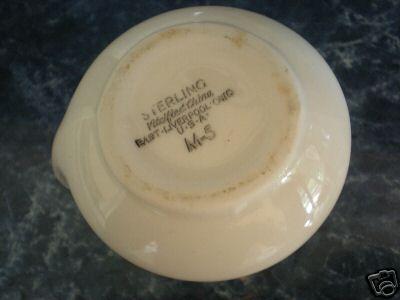 STERLING
Vitrified China
EAST LIVERPOOL, OHIO
U.S.A.
M-5